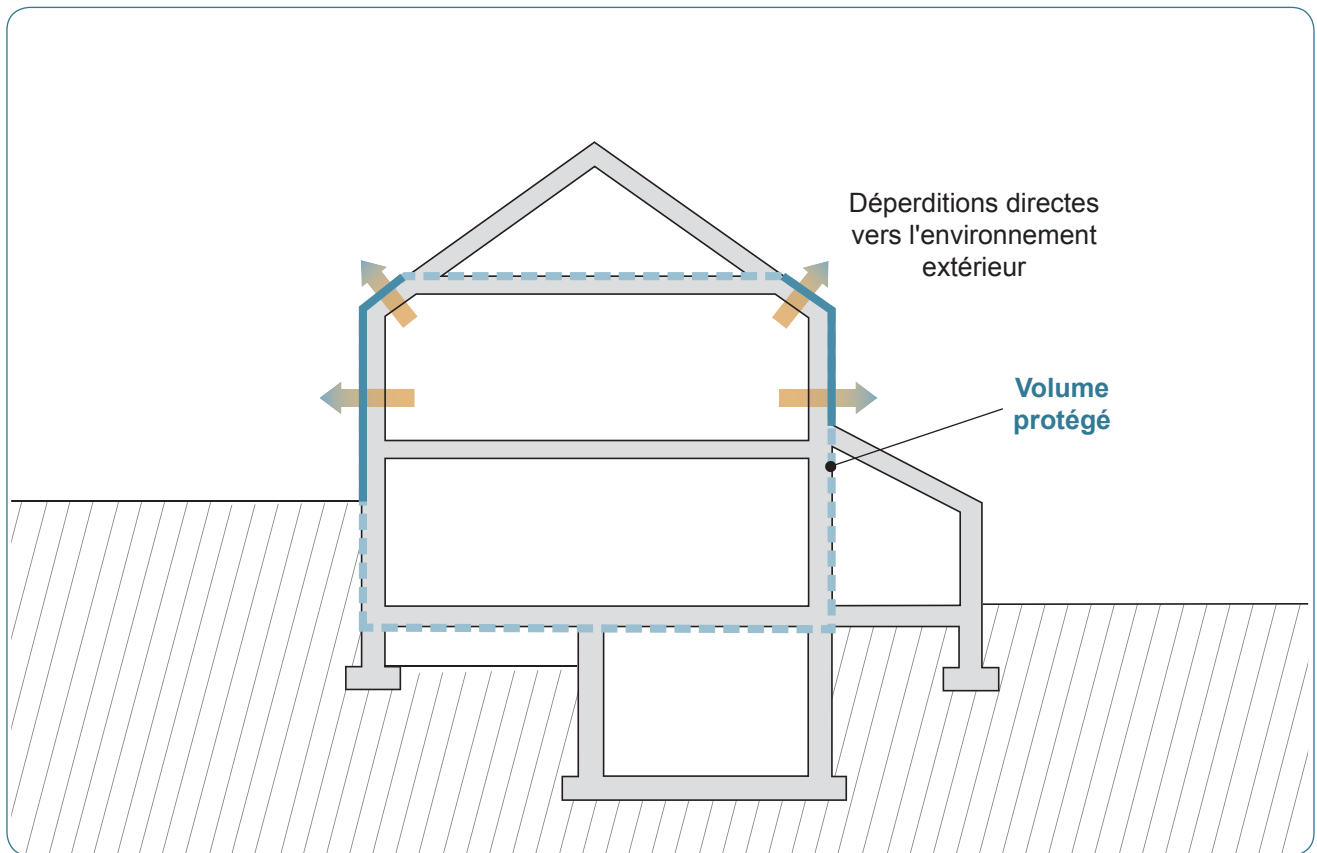 Déperditions directes
vers l'environnement
extérieur
Volume
protégé